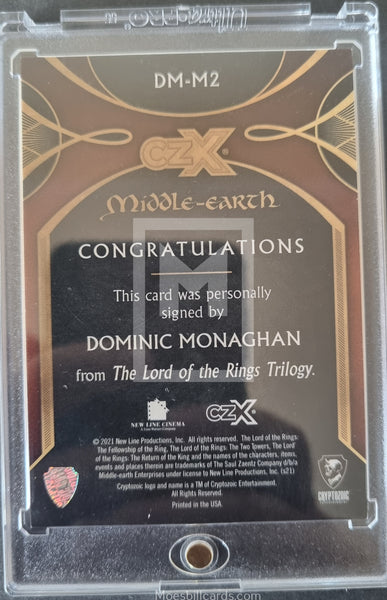 ULTRA·PRO
DM-M2
CZX®
Middle-earth
CONGRATULATIONS
This card was personally
signed by
DOMINIC MONAGHAN
from The Lord of the Rings Trilogy.
NEW LINE CINEMA
A Time Warner Company
CZX®
© 2021 New Line Productions, Inc. All rights reserved. The Lord of the Rings:
The Fellowship of the Ring, The Lord of the Rings: The Two Towers, The Lord
of the Rings: The Return of the King and the names of the characters, items,
events and places therein are trademarks of The Saul Zaentz Company d/b/a
Middle-earth Enterprises under license to New Line Productions, Inc. (s21)
Cryptozoic logo and name is a TM of Cryptozoic Entertainment.
All Rights Reserved.
Printed in the USA.
CRYPTOZOIC
Moesbillcards.com